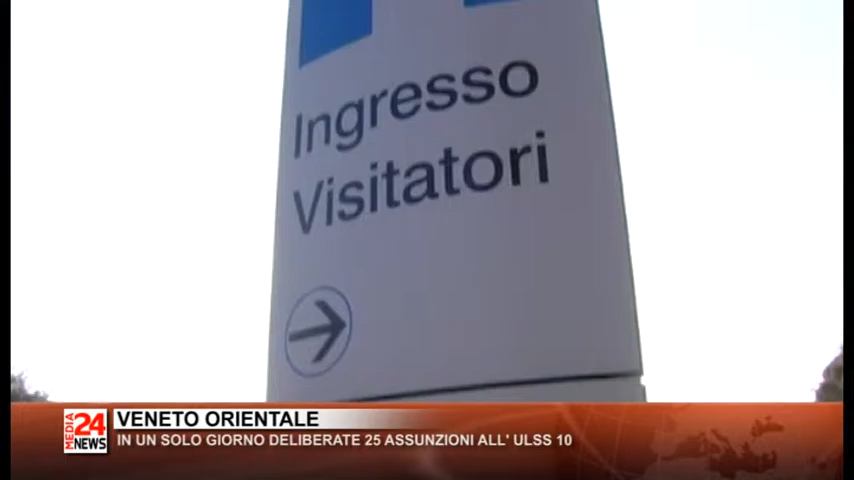 Ingresso
Visitatori
MEDIA
24
NEWS
VENETO ORIENTALE
IN UN SOLO GIORNO DELIBERATE 25 ASSUNZIONI ALL' ULSS 10